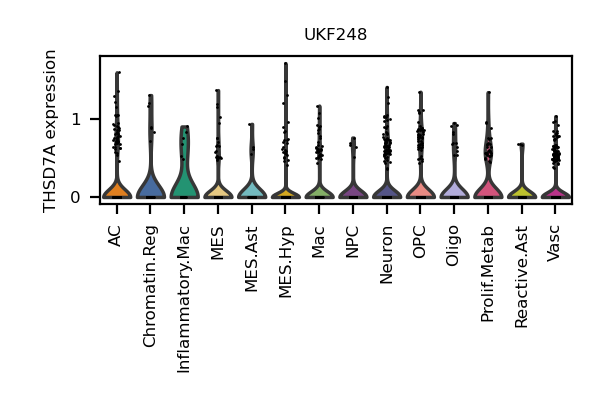 UKF248
THSD7A expression
1
0
AC
Chromatin.Reg
Inflammatory.Mac
MES
MES.Ast
MES.Hyp
Mac
NPC
Neuron
OPC
Oligo
Prolif.Metab
Reactive.Ast
Vasc